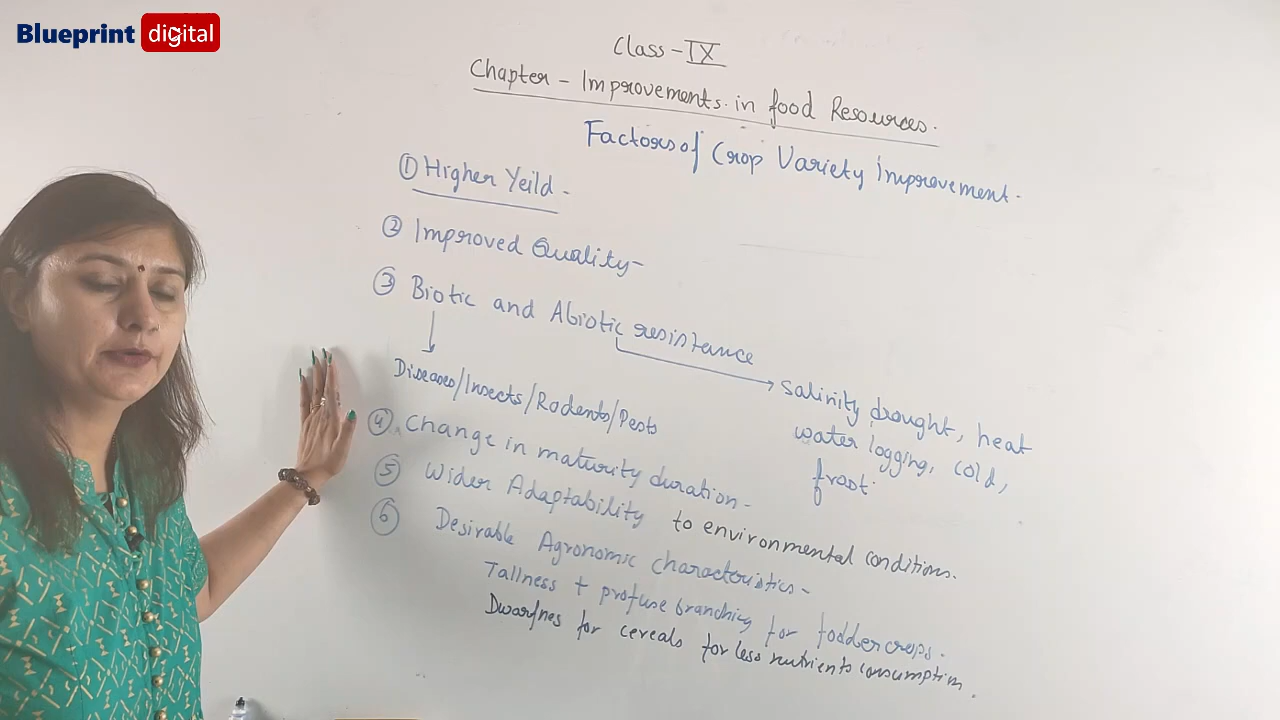 Blueprint digital
Class - IX
Chapter - Improvements in food Resources.
Factors of Crop Variety Improvement.
① Higher Yeild -
② Improved Quality -
③ Biotic and Abiotic resistance
Diseases/Insects/Rodents/Pests
salinity drought, heat
water logging, cold,
frost.
④ Change in maturity duration -
⑤ Wider Adaptability to environmental conditions.
⑥ Desirable Agronomic characteristics -
Tallness + profuse branching for fodder crops.
Dwarfnes for cereals for less nutrients consumption.